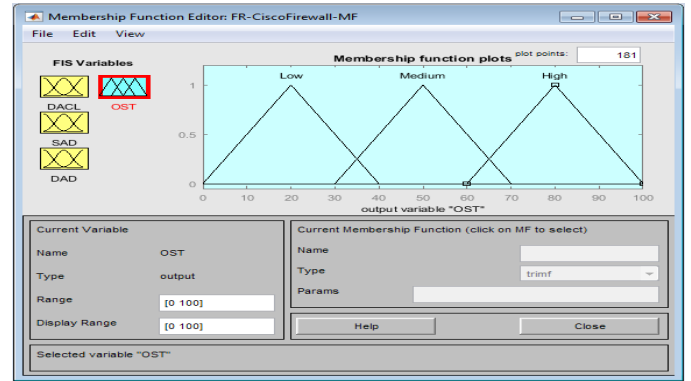 Membership Function Editor: FR-CiscoFirewall-MF
File Edit View
FIS Variables
DACL
OST
SAD
DAD
Membership function plots
plot points:
181
Low
Medium
High
1
0.5
0
0 10 20 30 40 50 60 70 80 90 100
output variable "OST"
Current Variable
Name
OST
Type
output
Range
[0 100]
Display Range
[0 100]
Current Membership Function (click on MF to select)
Name
Type
trimf
Params
Help
Close
Selected variable "OST"